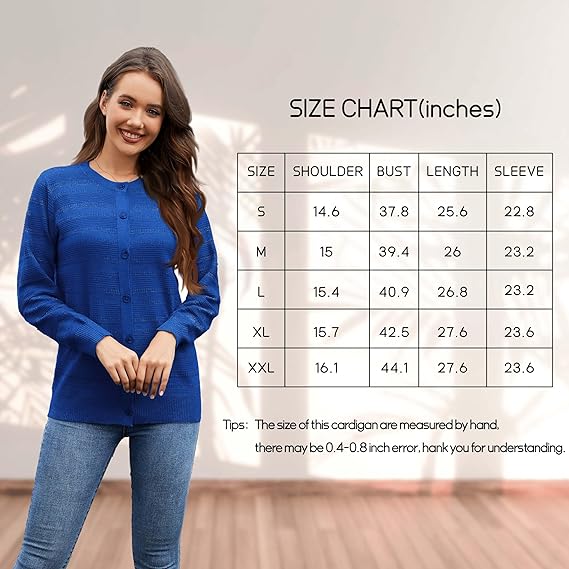 SIZE CHART(inches)
SIZE SHOULDER BUST LENGTH SLEEVE
S 14.6 37.8 25.6 22.8
M 15 39.4 26 23.2
L 15.4 40.9 26.8 23.2
XL 15.7 42.5 27.6 23.6
XXL 16.1 44.1 27.6 23.6
Tips： The size of this cardigan are measured by hand,
there may be 0.4-0.8 inch error, hank you for understanding.